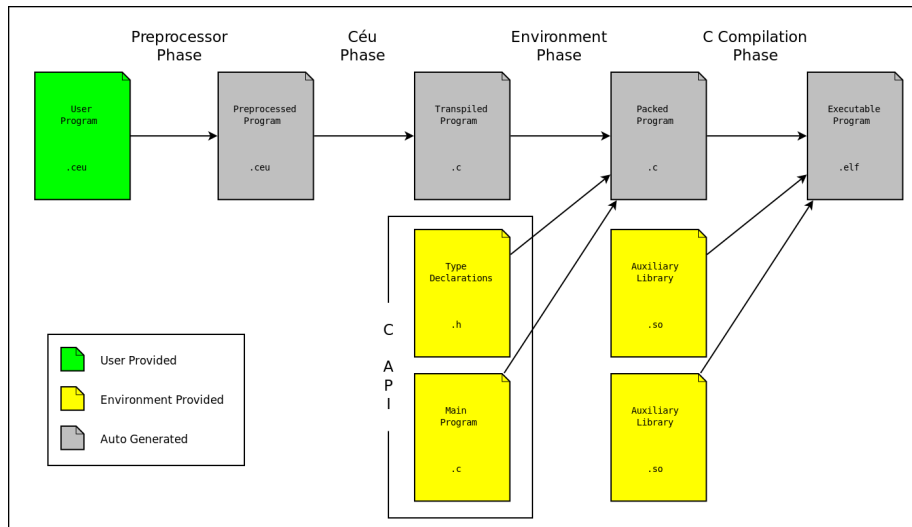 Preprocessor
Phase
Céu
Phase
Environment
Phase
C Compilation
Phase
User
Program
.ceu
Preprocessed
Program
.ceu
Transpiled
Program
.c
Packed
Program
.c
Executable
Program
.elf
Type
Declarations
.h
Auxiliary
Library
.so
C
A
P
I
Main
Program
.c
Auxiliary
Library
.so
User Provided
Environment Provided
Auto Generated